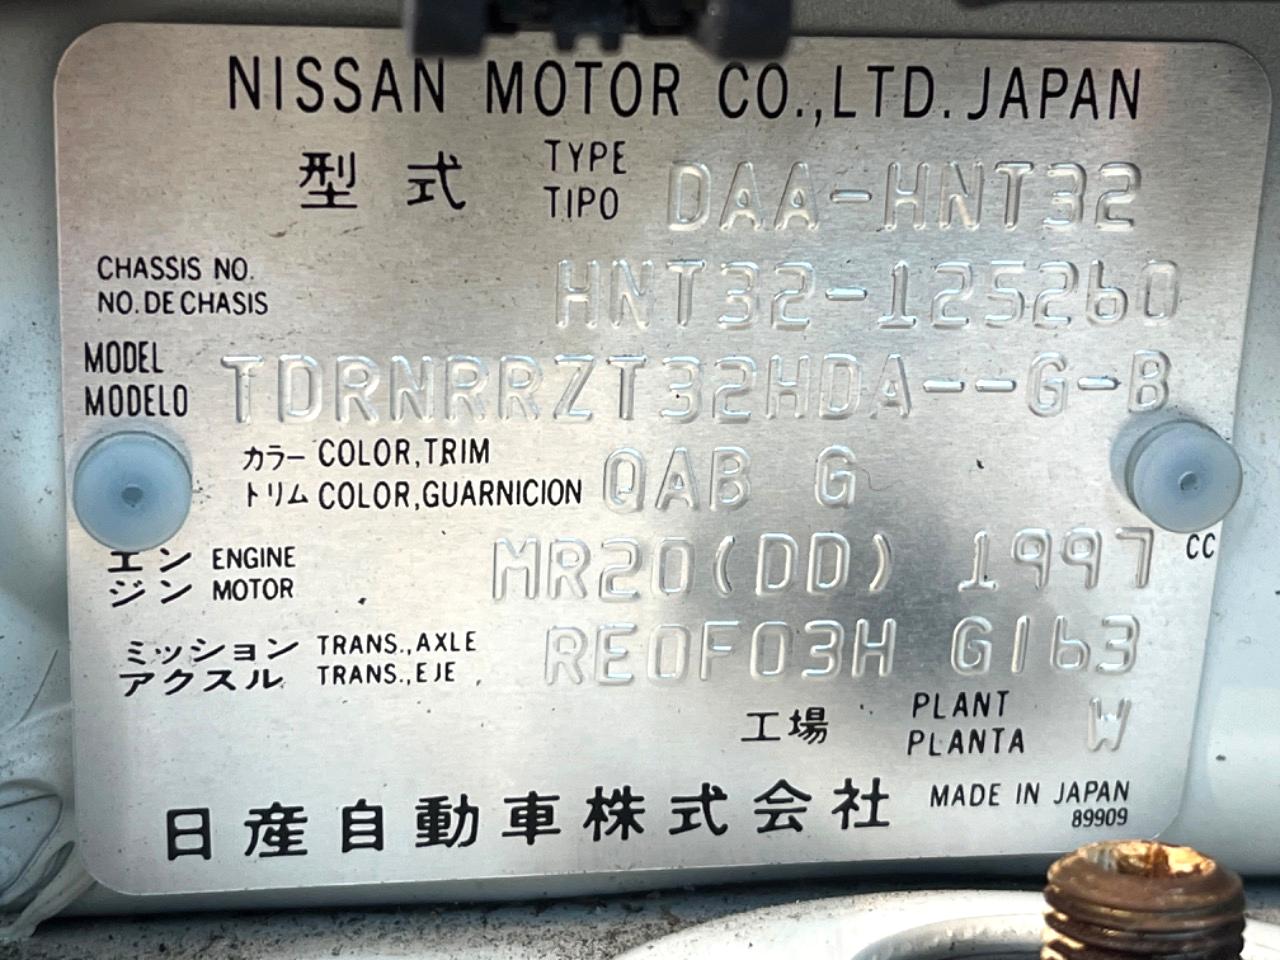 NISSAN MOTOR CO.,LTD. JAPAN
型式 TYPE TIPO DAA-HNT32
CHASSIS NO. NO. DE CHASIS HNT32-125260
MODEL MODELO TDRNRRZT32HDA--G-B
カラー COLOR,TRIM
トリム COLOR,GUARNICION QAB G
エンジン ENGINE MOTOR MR20(DD) 1997 CC
ミッション TRANS.,AXLE
アクスル TRANS.,EJE RE0F03H G163
工場 PLANT PLANTA W
日産自動車株式会社 MADE IN JAPAN
89909